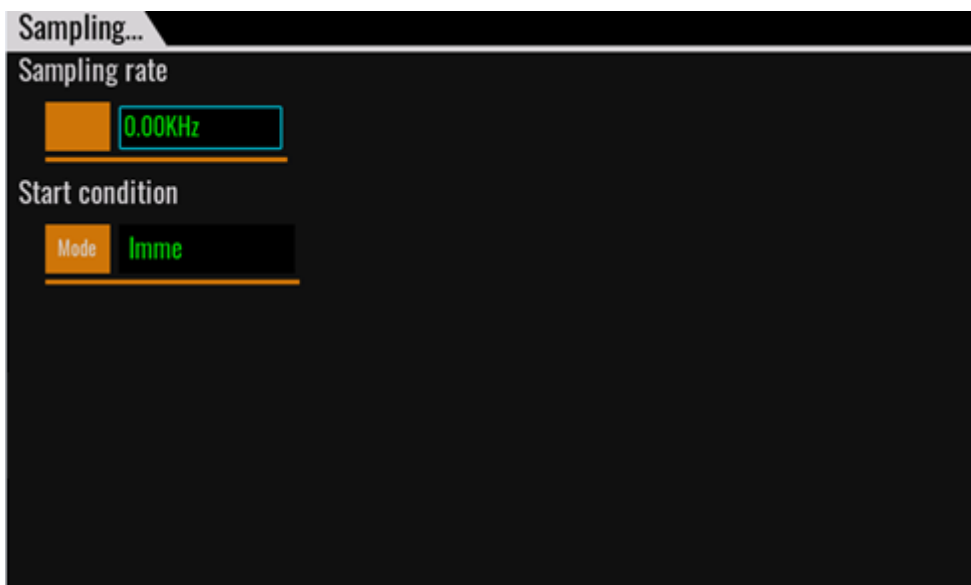 Sampling...
Sampling rate
0.00KHz
Start condition
Mode Imme